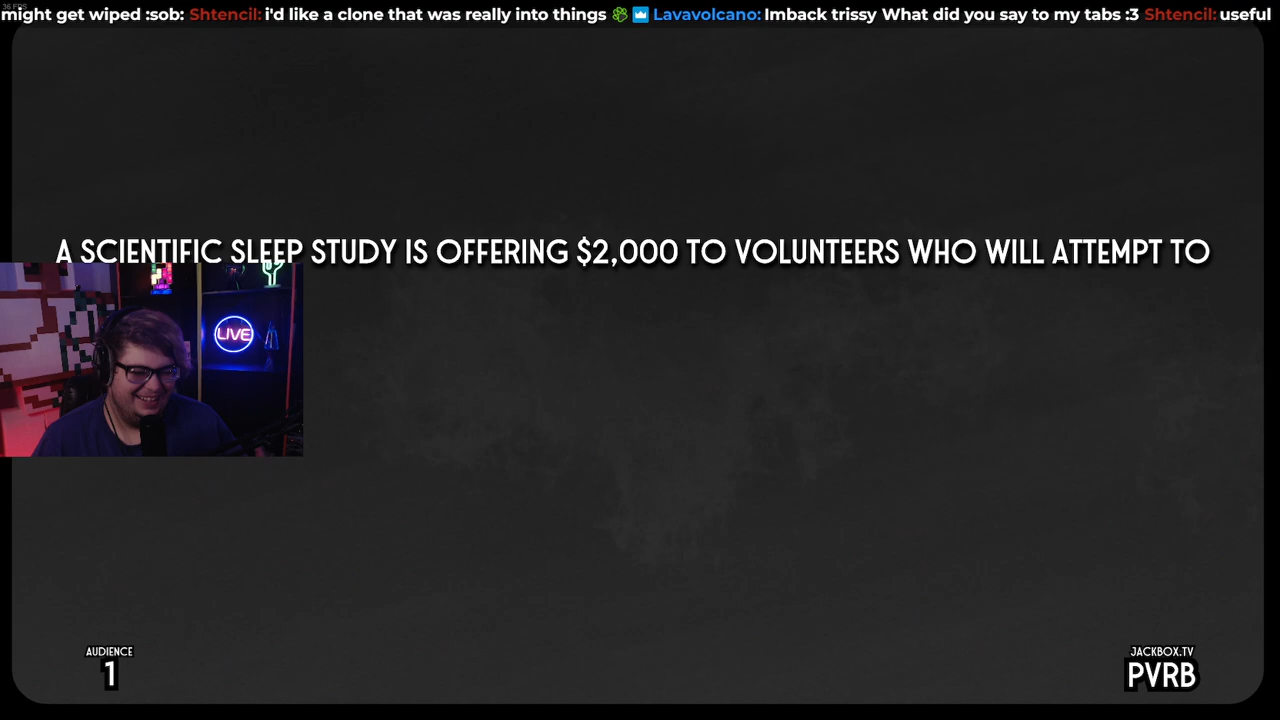 36 FPS
might get wiped :sob: Shtencil: i'd like a clone that was really into things Lavavolcano: Imback trissy What did you say to my tabs :3 Shtencil: useful
A SCIENTIFIC SLEEP STUDY IS OFFERING $2,000 TO VOLUNTEERS WHO WILL ATTEMPT TO
LIVE
AUDIENCE
1
JACKBOX.TV
PVRB